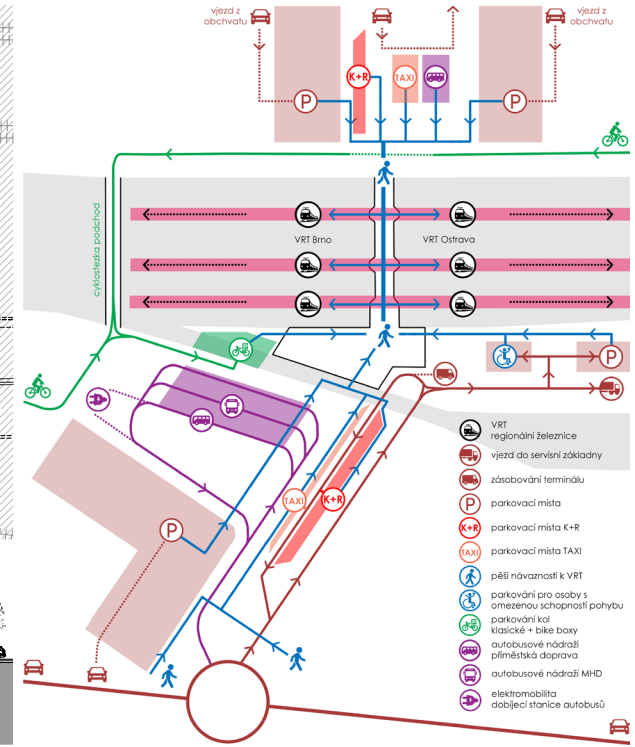 vjezd z
obchvatu
vjezd z
obchvatu
K+R
TAXI
P
P
VRT Brno
VRT Ostrava
cyklostezka podchod
P
P
TAXI
K+R
VRT
regionální železnice
vjezd do servisní základny
zásobování terminálu
P
parkovací místa
K+R
parkovací místa K+R
TAXI
parkovací místa TAXI
pěší návaznosti k VRT
parkování pro osoby s
omezenou schopností pohybu
parkování kol
klasické + bike boxy
autobusové nádraží
příměstská doprava
autobusové nádraží MHD
elektromobilita
dobíjecí stanice autobusů